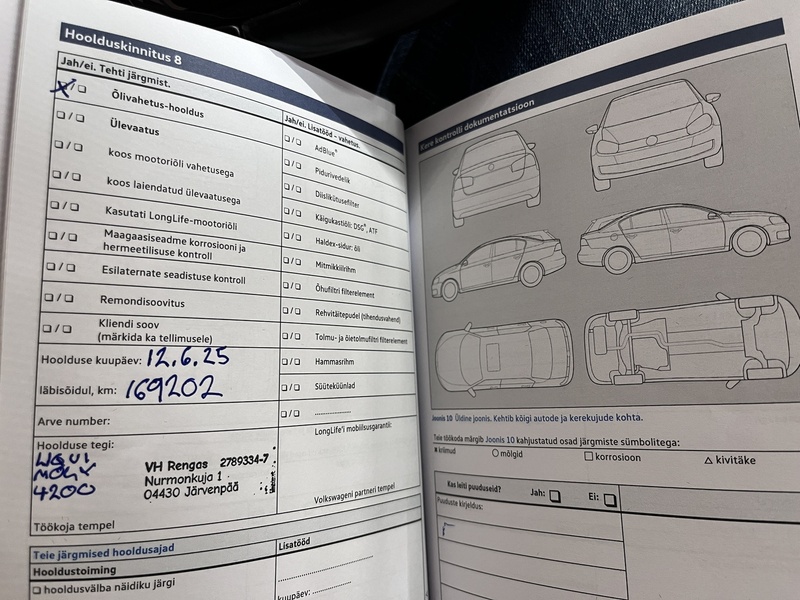 Hoolduskinnitus 8
Jah/ei. Tehti järgmist.
Õlivahetus-hooldus
Ülevaatus
koos mootoriõli vahetusega
koos laiendatud ülevaatusega
Kasutati LongLife-mootoriõli
Maagaasiseadme korrosiooni ja
hermeetilisuse kontroll
Esilaternate seadistuse kontroll
Remondisoovitus
Kliendi soov
(märkida ka tellimusele)
Hoolduse kuupäev: 12.6.25
läbisõidul, km: 169202
Arve number:
Hoolduse tegi:
MOLY
4200
VH Rengas 2789334-7
Nurmonkuja 1
04430 Järvenpää
Töökoja tempel
Jah/ei. Lisatööd - vahetus.
AdBlue®
Pidurivedelik
Diislikütusefilter
Käigukastiõli: DSG®, ATF
Haldex-sidur: õli
Mitmikkiilrihm
Õhufiltri filterelement
Rehvitäitepudel (tihendusvahend)
Tolmu- ja õietolmufiltri filterelement
Hammasrihm
Süüteküünlad
..............
LongLife'i mobiilsusgarantii:
Volkswageni partneri tempel
Teie järgmised hooldusajad
Hooldustoiming
hooldusvälba näidiku järgi
Lisatööd
kuupäev: ..............
Kere kontrolli dokumentatsioon
Joonis 10 Üldine joonis. Kehtib kõigi autode ja kerekujude kohta.
Teie töökoda märgib Joonis 10 kahjustatud osad järgmiste sümbolitega:
kriimud
mõlgid
korrosioon
kivitäke
Kas leiti puuduseid? Jah: Ei:
Puuduste kirjeldus: